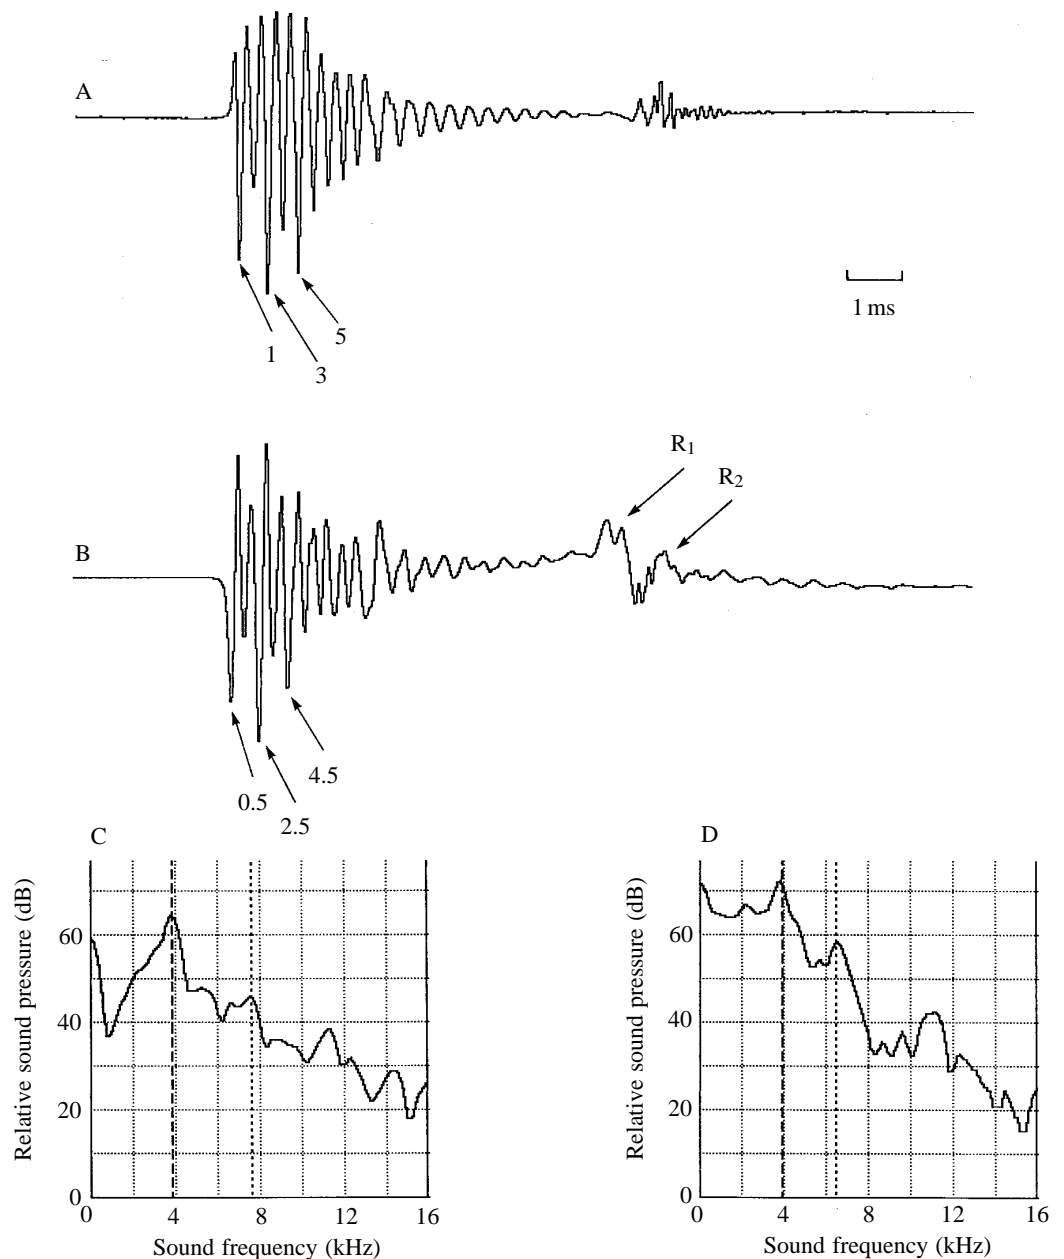 A
1 ms
5
1
3
R1
R2
B
4.5
0.5
2.5
C
D
Relative sound pressure (dB)
60
40
20
0
0 4 8 12 16
Sound frequency (kHz)
Relative sound pressure (dB)
60
40
20
0
0 4 8 12 16
Sound frequency (kHz)